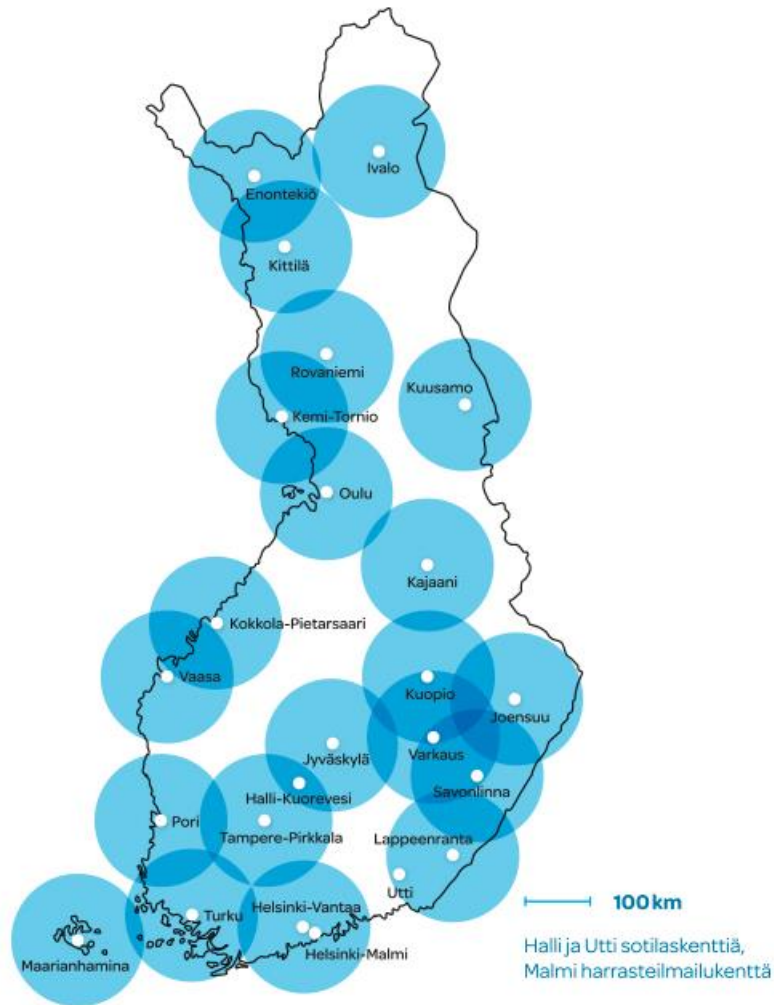 Ivalo
Enontekiö
Kittilä
Rovaniemi
Kuusamo
Kemi-Tornio
Oulu
Kajaani
Kokkola-Pietarsaari
Vaasa
Kuopio
Joensuu
Varkaus
Jyväskylä
Savonlinna
Halli-Kuorevesi
Pori
Tampere-Pirkkala
Lappeenranta
Utti
Turku
Helsinki-Vantaa
Helsinki-Malmi
Maarianhamina
100 km
Halli ja Utti sotilaskenttiä,
Malmi harrasteilmailukenttä